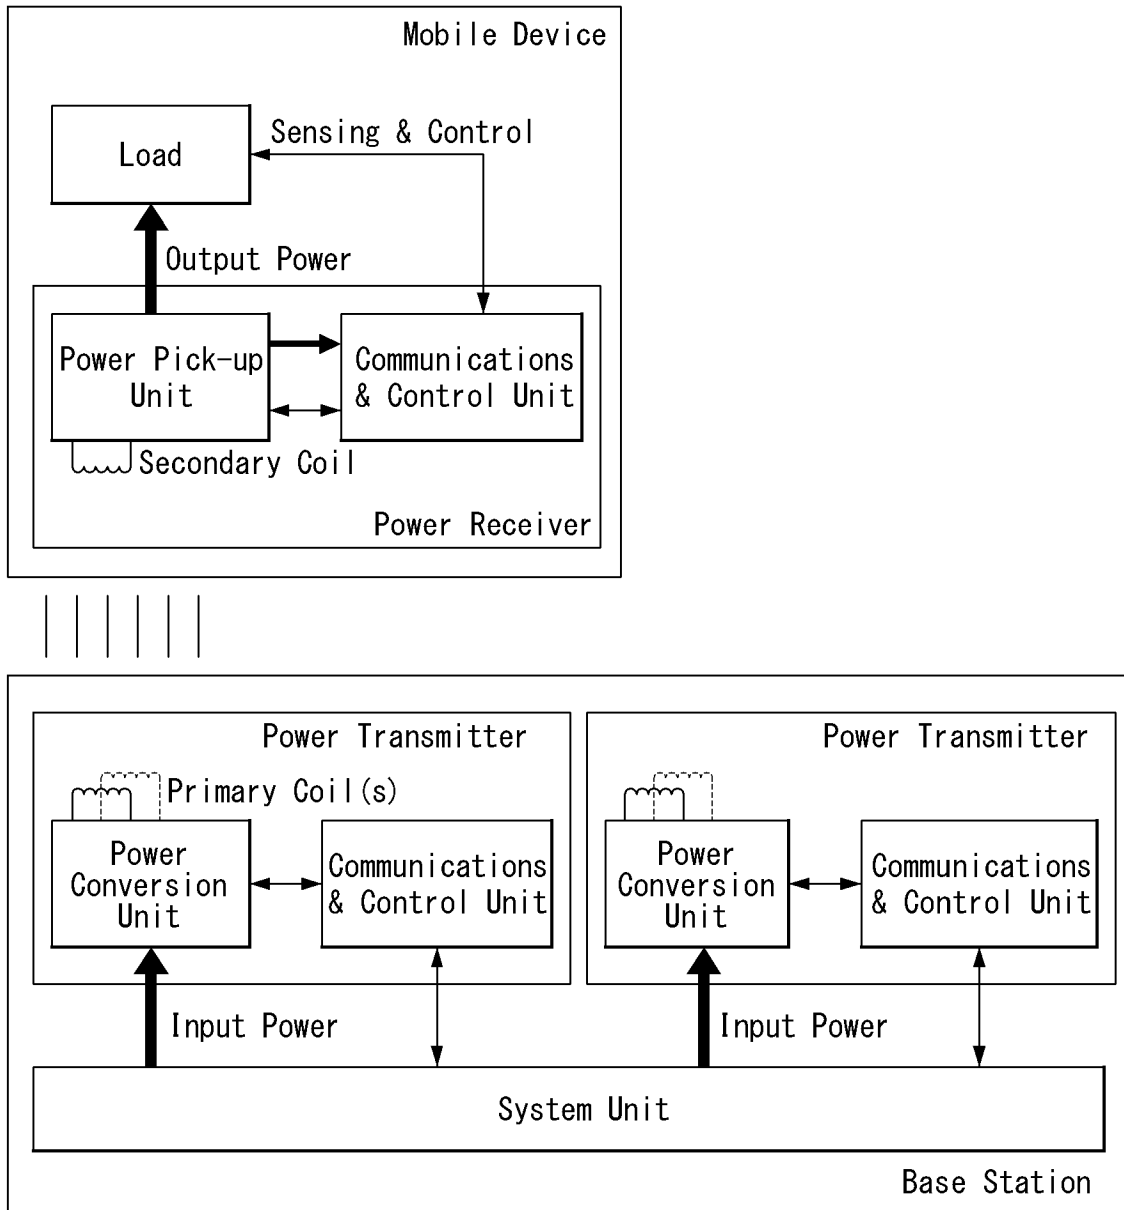 Mobile Device
Load
Sensing & Control
Output Power
Power Pick-up
Unit
Communications
& Control Unit
Secondary Coil
Power Receiver
Power Transmitter
Primary Coil(s)
Power
Conversion
Unit
Communications
& Control Unit
Input Power
Power Transmitter
Power
Conversion
Unit
Communications
& Control Unit
Input Power
System Unit
Base Station